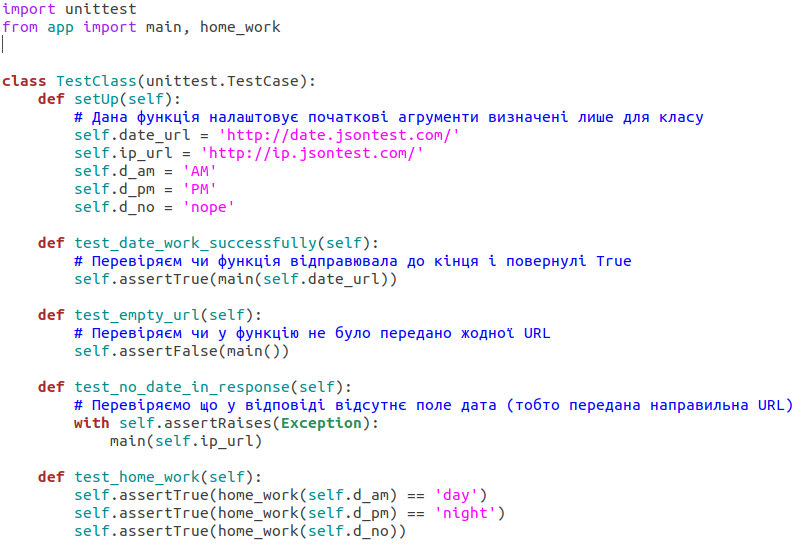 import unittest
from app import main, home_work
class TestClass(unittest.TestCase):
    def setUp(self):
        # Дана функція налаштовує початкові агрументи визначені лише для класу
        self.date_url = 'http://date.jsontest.com/'
        self.ip_url = 'http://ip.jsontest.com/'
        self.d_am = 'AM'
        self.d_pm = 'PM'
        self.d_no = 'nope'
    def test_date_work_successfully(self):
        # Перевіряєм чи функція відправювала до кінця і повернулі True
        self.assertTrue(main(self.date_url))
    def test_empty_url(self):
        # Перевіряєм чи у функцію не було передано жодної URL
        self.assertFalse(main())
    def test_no_date_in_response(self):
        # Перевіряємо що у відповіді відсутнє поле дата (тобто передана направильна URL)
        with self.assertRaises(Exception):
            main(self.ip_url)
    def test_home_work(self):
        self.assertTrue(home_work(self.d_am) == 'day')
        self.assertTrue(home_work(self.d_pm) == 'night')
        self.assertTrue(home_work(self.d_no))